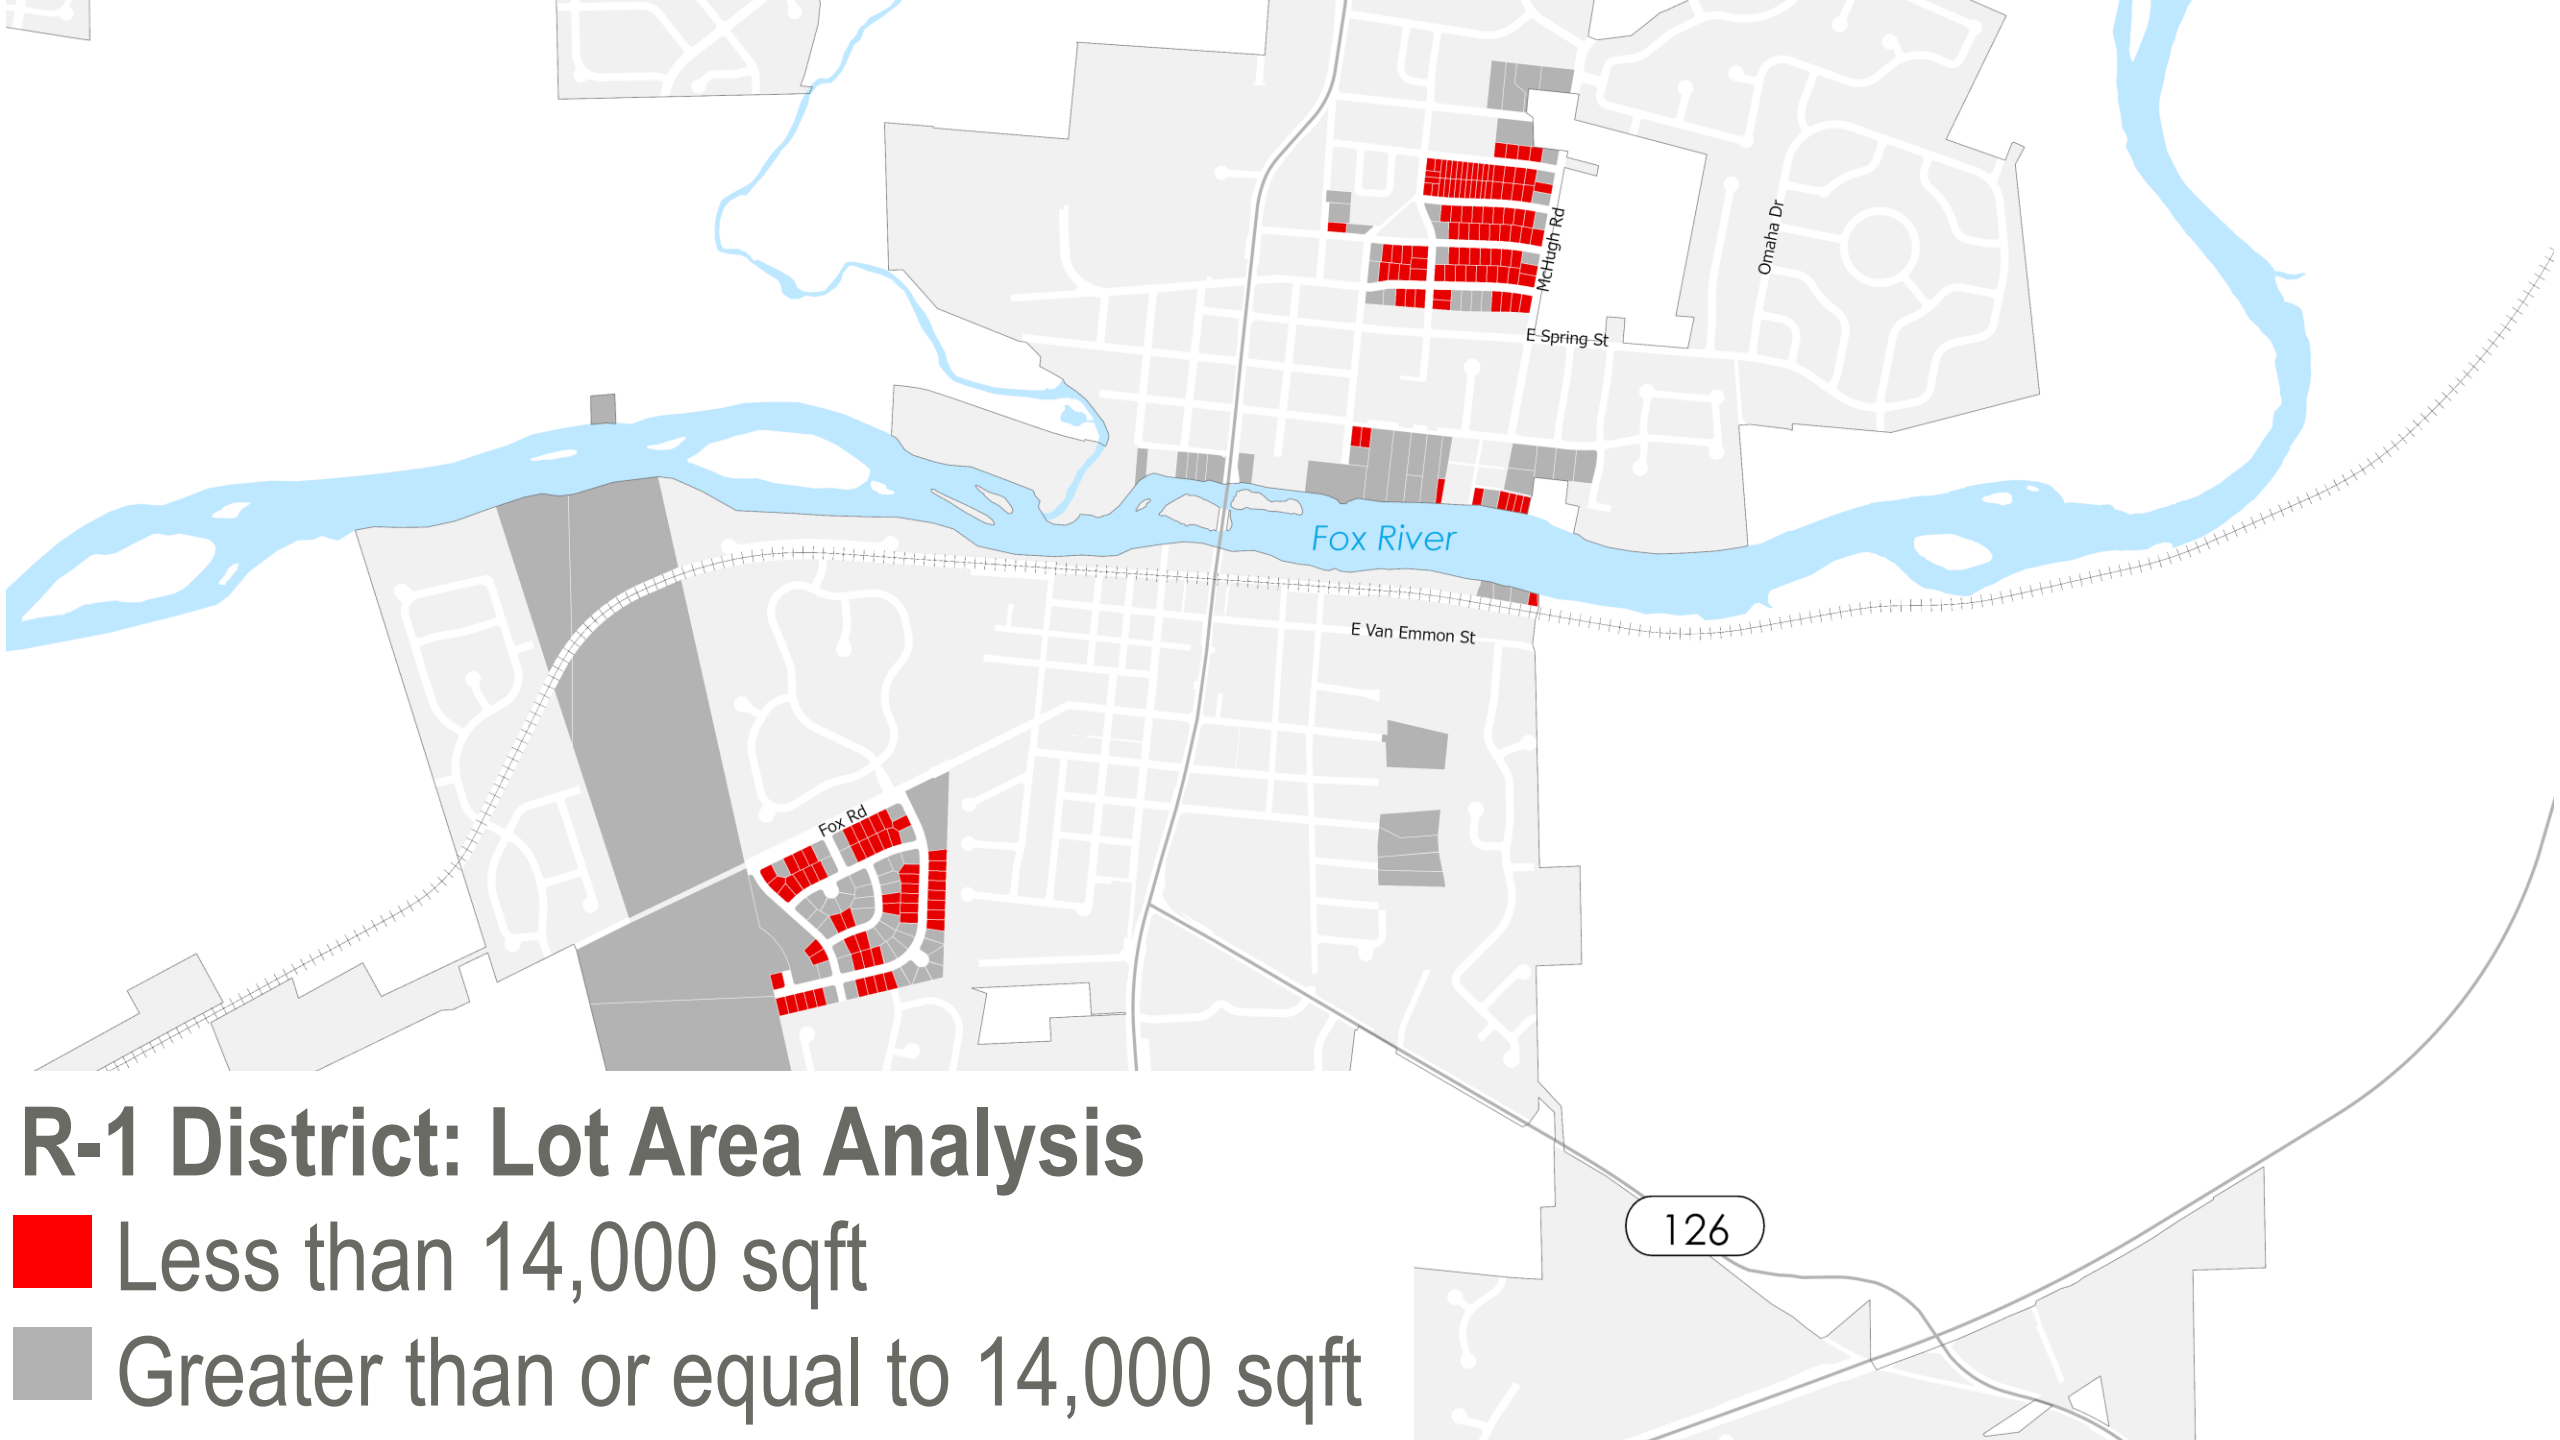 McHugh Rd
Omaha Dr
E Spring St
Fox River
E Van Emmon St
Fox Rd
R-1 District: Lot Area Analysis
Less than 14,000 sqft
126
Greater than or equal to 14,000 sqft